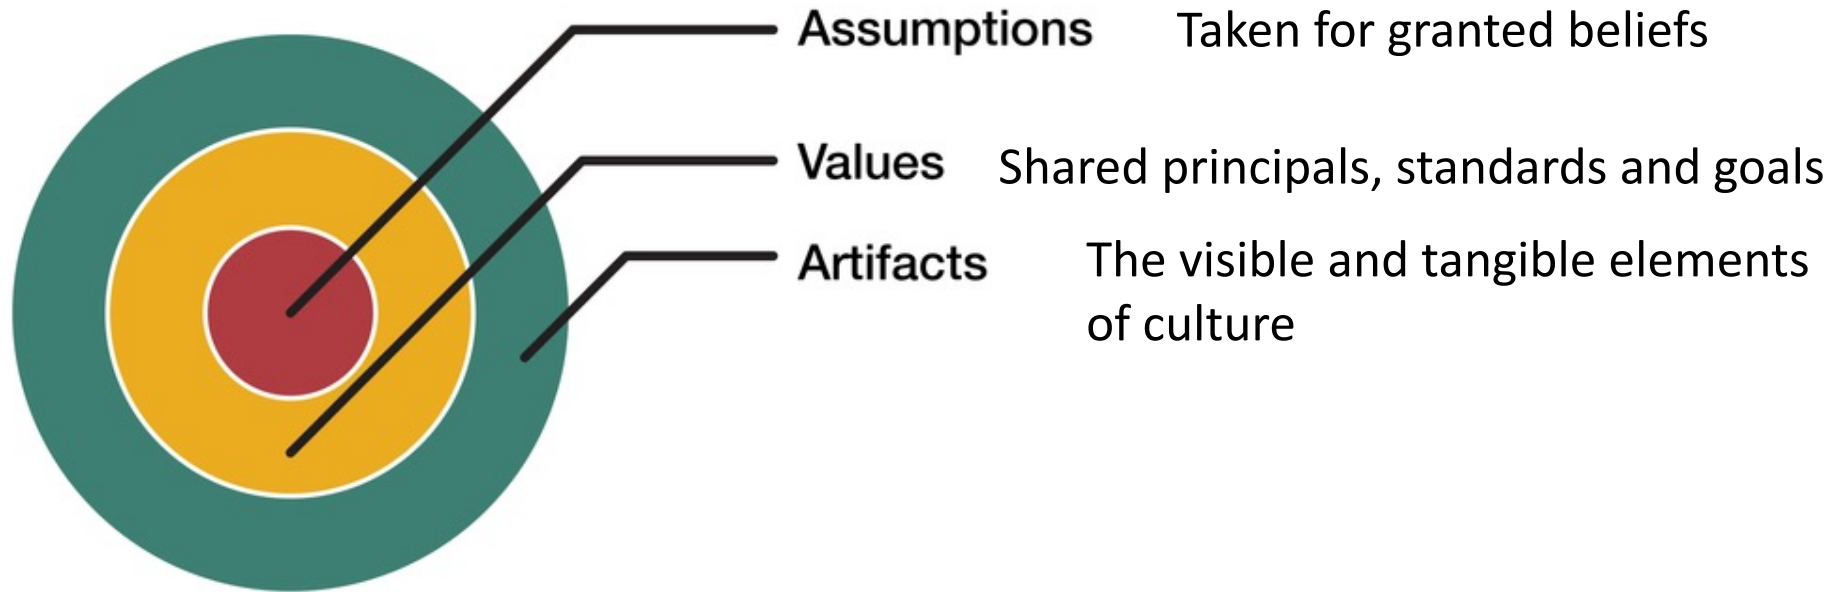 Assumptions Taken for granted beliefs
Values Shared principals, standards and goals
Artifacts The visible and tangible elements
of culture